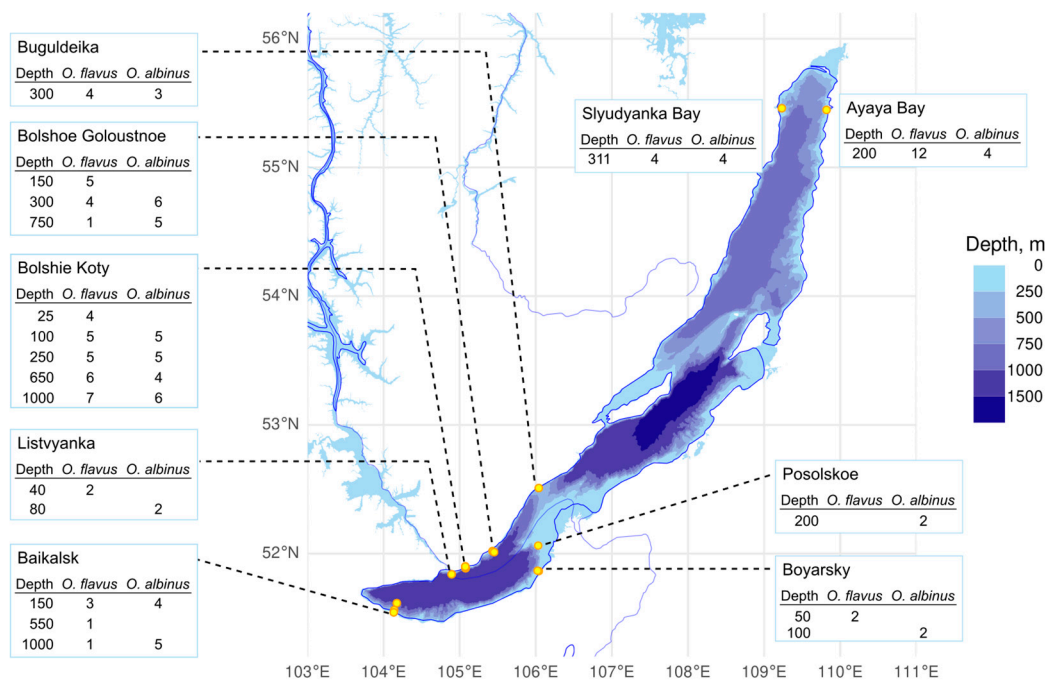 Buguldeika
Depth O. flavus O. albinus
300 4 3
Bolshoe Goloustnoe
Depth O. flavus O. albinus
150 5
300 4 6
750 1 5
Bolshie Koty
Depth O. flavus O. albinus
25 4
100 5 5
250 5 5
650 6 4
1000 7 6
Listvyanka
Depth O. flavus O. albinus
40 2
80 2
Baikalsk
Depth O. flavus O. albinus
150 3 4
550 1
1000 1 5
56°N
55°N
54°N
53°N
52°N
Slyudyanka Bay
Depth O. flavus O. albinus
311 4 4
Ayaya Bay
Depth O. flavus O. albinus
200 12 4
Depth, m
0
250
500
750
1000
1500
Posolskoe
Depth O. flavus O. albinus
200 2
Boyarsky
Depth O. flavus O. albinus
50 2
100 2
103°E 104°E 105°E 106°E 107°E 108°E 109°E 110°E 111°E